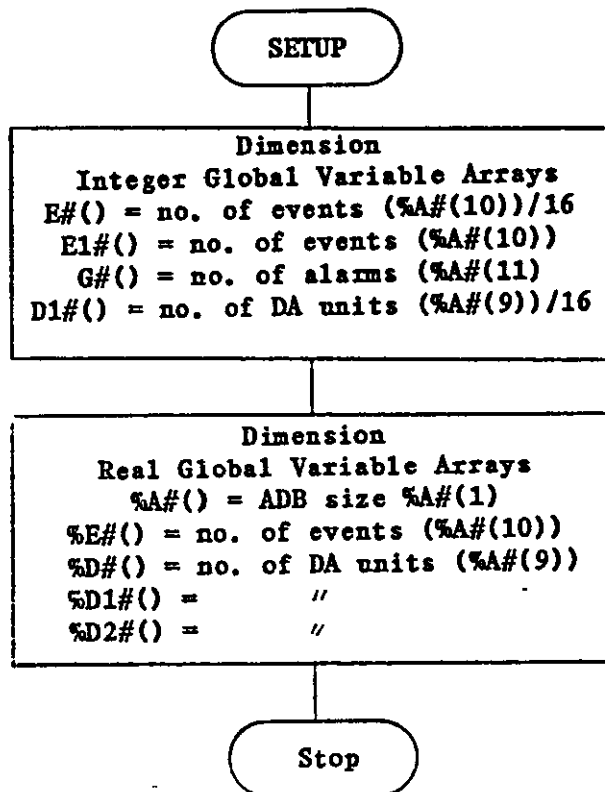 SETUP
Dimension
Integer Global Variable Arrays
E#() = no. of events (%A#(10))/16
E1#() = no. of events (%A#(10))
G#() = no. of alarms (%A#(11)
D1#() = no. of DA units (%A#(9))/16
Dimension
Real Global Variable Arrays
%A#() = ADB size %A#(1)
%E#() = no. of events (%A#(10))
%D#() = no. of DA units (%A#(9))
%D1#() = "
%D2#() = "
Stop